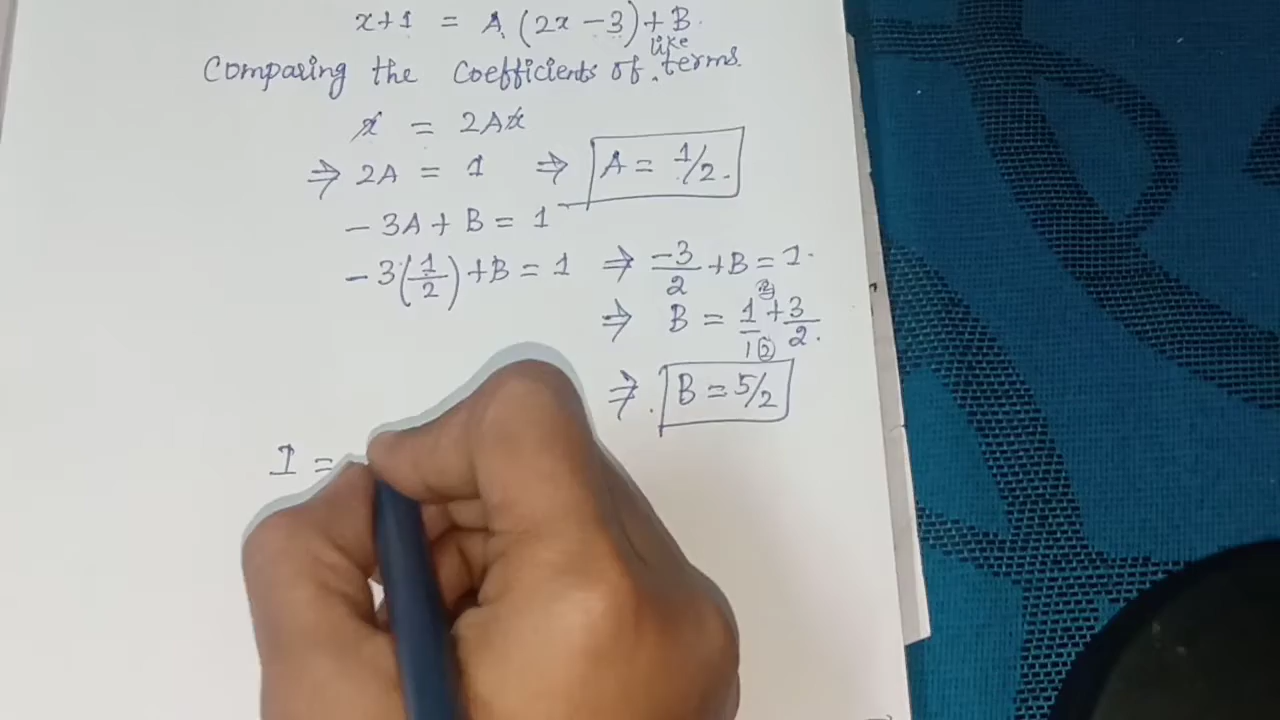 x+1 = A (2x-3)+B.
Comparing the coefficients of like terms.
x = 2Ax
⇒ 2A = 1 ⇒ A = 1/2.
-3A + B = 1
-3(1/2) + B = 1 ⇒ -3/2 + B = 1.
⇒ B = 1/1 + 3/2.
⇒ B = 5/2
I =